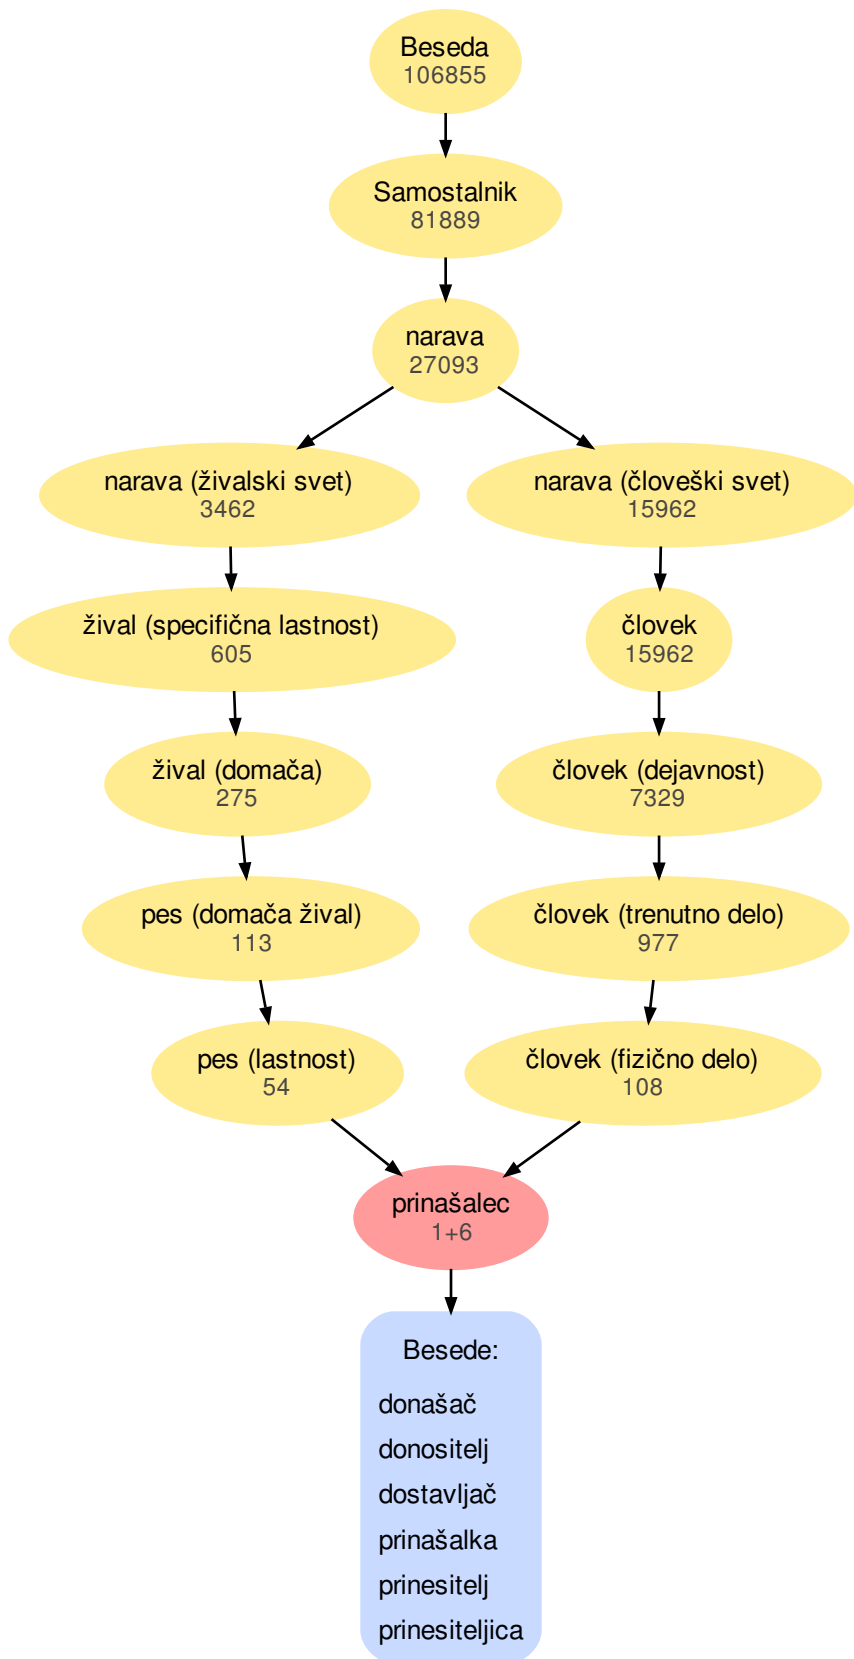 Beseda
106855
Samostalnik
81889
narava
27093
narava (živalski svet)
3462
narava (človeški svet)
15962
žival (specifična lastnost)
605
človek
15962
žival (domača)
275
človek (dejavnost)
7329
pes (domača žival)
113
človek (trenutno delo)
977
pes (lastnost)
54
človek (fizično delo)
108
prinašalec
1+6
Besede:
donašač
donositelj
dostavljač
prinašalka
prinesitelj
prinesiteljica